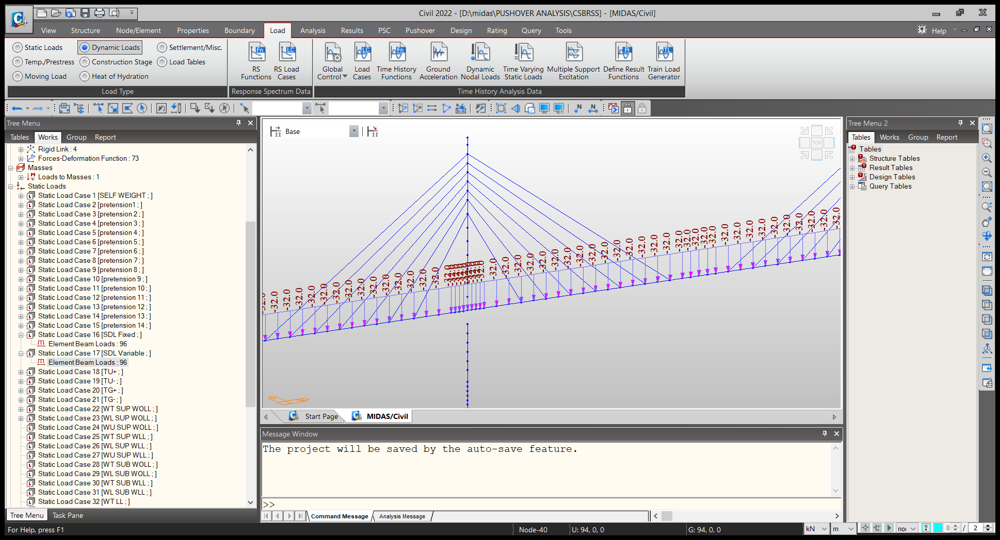 Civil 2022 - [D:\midas\PUSHOVER ANALYSIS\CSBRSS] - [MIDAS/Civil]
View Structure Node/Element Properties Boundary Load Analysis Results PSC Pushover Design Rating Query Tools Help
Static Loads Dynamic Loads Settlement/Misc.
Temp./Prestress Construction Stage Load Tables
Moving Load Heat of Hydration
Load Type
RS Functions
RS Load Cases
Response Spectrum Data
Global Control
Load Cases
Time History Functions
Ground Acceleration
Dynamic Nodal Loads
Time Varying Static Loads
Multiple Support Excitation
Define Result Functions
Train Load Generator
Time History Analysis Data
Tree Menu
Tables Works Group Report
Rigid Link : 4
Forces-Deformation Function : 73
Masses
Loads to Masses : 1
Static Loads
Static Load Case 1 [SELF WEIGHT ; ]
Static Load Case 2 [pretension1 ; ]
Static Load Case 3 [pretension 2 ; ]
Static Load Case 4 [pretension 3 ; ]
Static Load Case 5 [pretension 4 ; ]
Static Load Case 6 [pretension 5 ; ]
Static Load Case 7 [pretension 6 ; ]
Static Load Case 8 [pretension 7 ; ]
Static Load Case 9 [pretension 8 ; ]
Static Load Case 10 [pretension 9 ; ]
Static Load Case 11 [pretension 10 ; ]
Static Load Case 12 [pretension 11 ; ]
Static Load Case 13 [pretension 12 ; ]
Static Load Case 14 [pretension 13 ; ]
Static Load Case 15 [pretension 14 ; ]
Static Load Case 16 [SDL Fixed ; ]
Element Beam Loads : 96
Static Load Case 17 [SDL Variable ; ]
Element Beam Loads : 96
Static Load Case 18 [TU+ ; ]
Static Load Case 19 [TU- ; ]
Static Load Case 20 [TG+ ; ]
Static Load Case 21 [TG- ; ]
Static Load Case 22 [WT SUP WOLL ; ]
Static Load Case 23 [WL SUP WOLL ; ]
Static Load Case 24 [WU SUP WOLL ; ]
Static Load Case 25 [WT SUP WLL ; ]
Static Load Case 26 [WL SUP WLL ; ]
Static Load Case 27 [WU SUP WLL ; ]
Static Load Case 28 [WT SUB WOLL ; ]
Static Load Case 29 [WL SUB WOLL ; ]
Static Load Case 30 [WT SUB WLL ; ]
Static Load Case 31 [WL SUB WLL ; ]
Static Load Case 32 [WT LL ; ]
Tree Menu Task Pane
Base
TOP
-32.0 -32.0 -32.0 -32.0 -32.0 -32.0 -32.0 -32.0 -32.0 -32.0 -32.0 -32.0 -32.0 -32.0
-32.0 -32.0 -32.0 -32.0 -32.0 -32.0 -32.0 -32.0 -32.0 -32.0 -32.0 -32.0 -32.0 -32.0 -32.0
-32.0 -32.0 -32.0 -32.0 -32.0 -32.0 -32.0 -32.0 -32.0 -32.0 -32.0 -32.0 -32.0 -32.0 -32.0
Start Page MIDAS/Civil
Message Window
The project will be saved by the auto-save feature.
>>
Command Message Analysis Message
Tree Menu 2
Tables Works Group Report
Tables
Structure Tables
Result Tables
Design Tables
Query Tables
For Help, press F1
Node-40
U: 94, 0, 0
G: 94, 0, 0
kN m nor 0 / 2